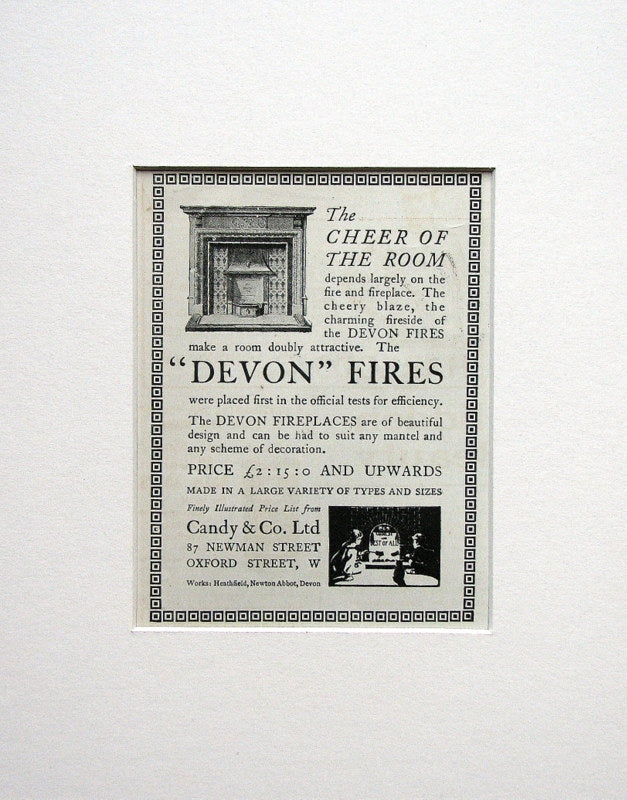 The
CHEER OF
THE ROOM
depends largely on the
fire and fireplace. The
cheery blaze, the
charming fireside of
the DEVON FIRES
make a room doubly attractive. The
"DEVON" FIRES
were placed first in the official tests for efficiency.
The DEVON FIREPLACES are of beautiful
design and can be had to suit any mantel and
any scheme of decoration.
PRICE £2:15:0 AND UPWARDS
MADE IN A LARGE VARIETY OF TYPES AND SIZES
Finely Illustrated Price List from
Candy & Co. Ltd
87 NEWMAN STREET
OXFORD STREET, W
Works: Heathfield, Newton Abbot, Devon
BEST OF ALL